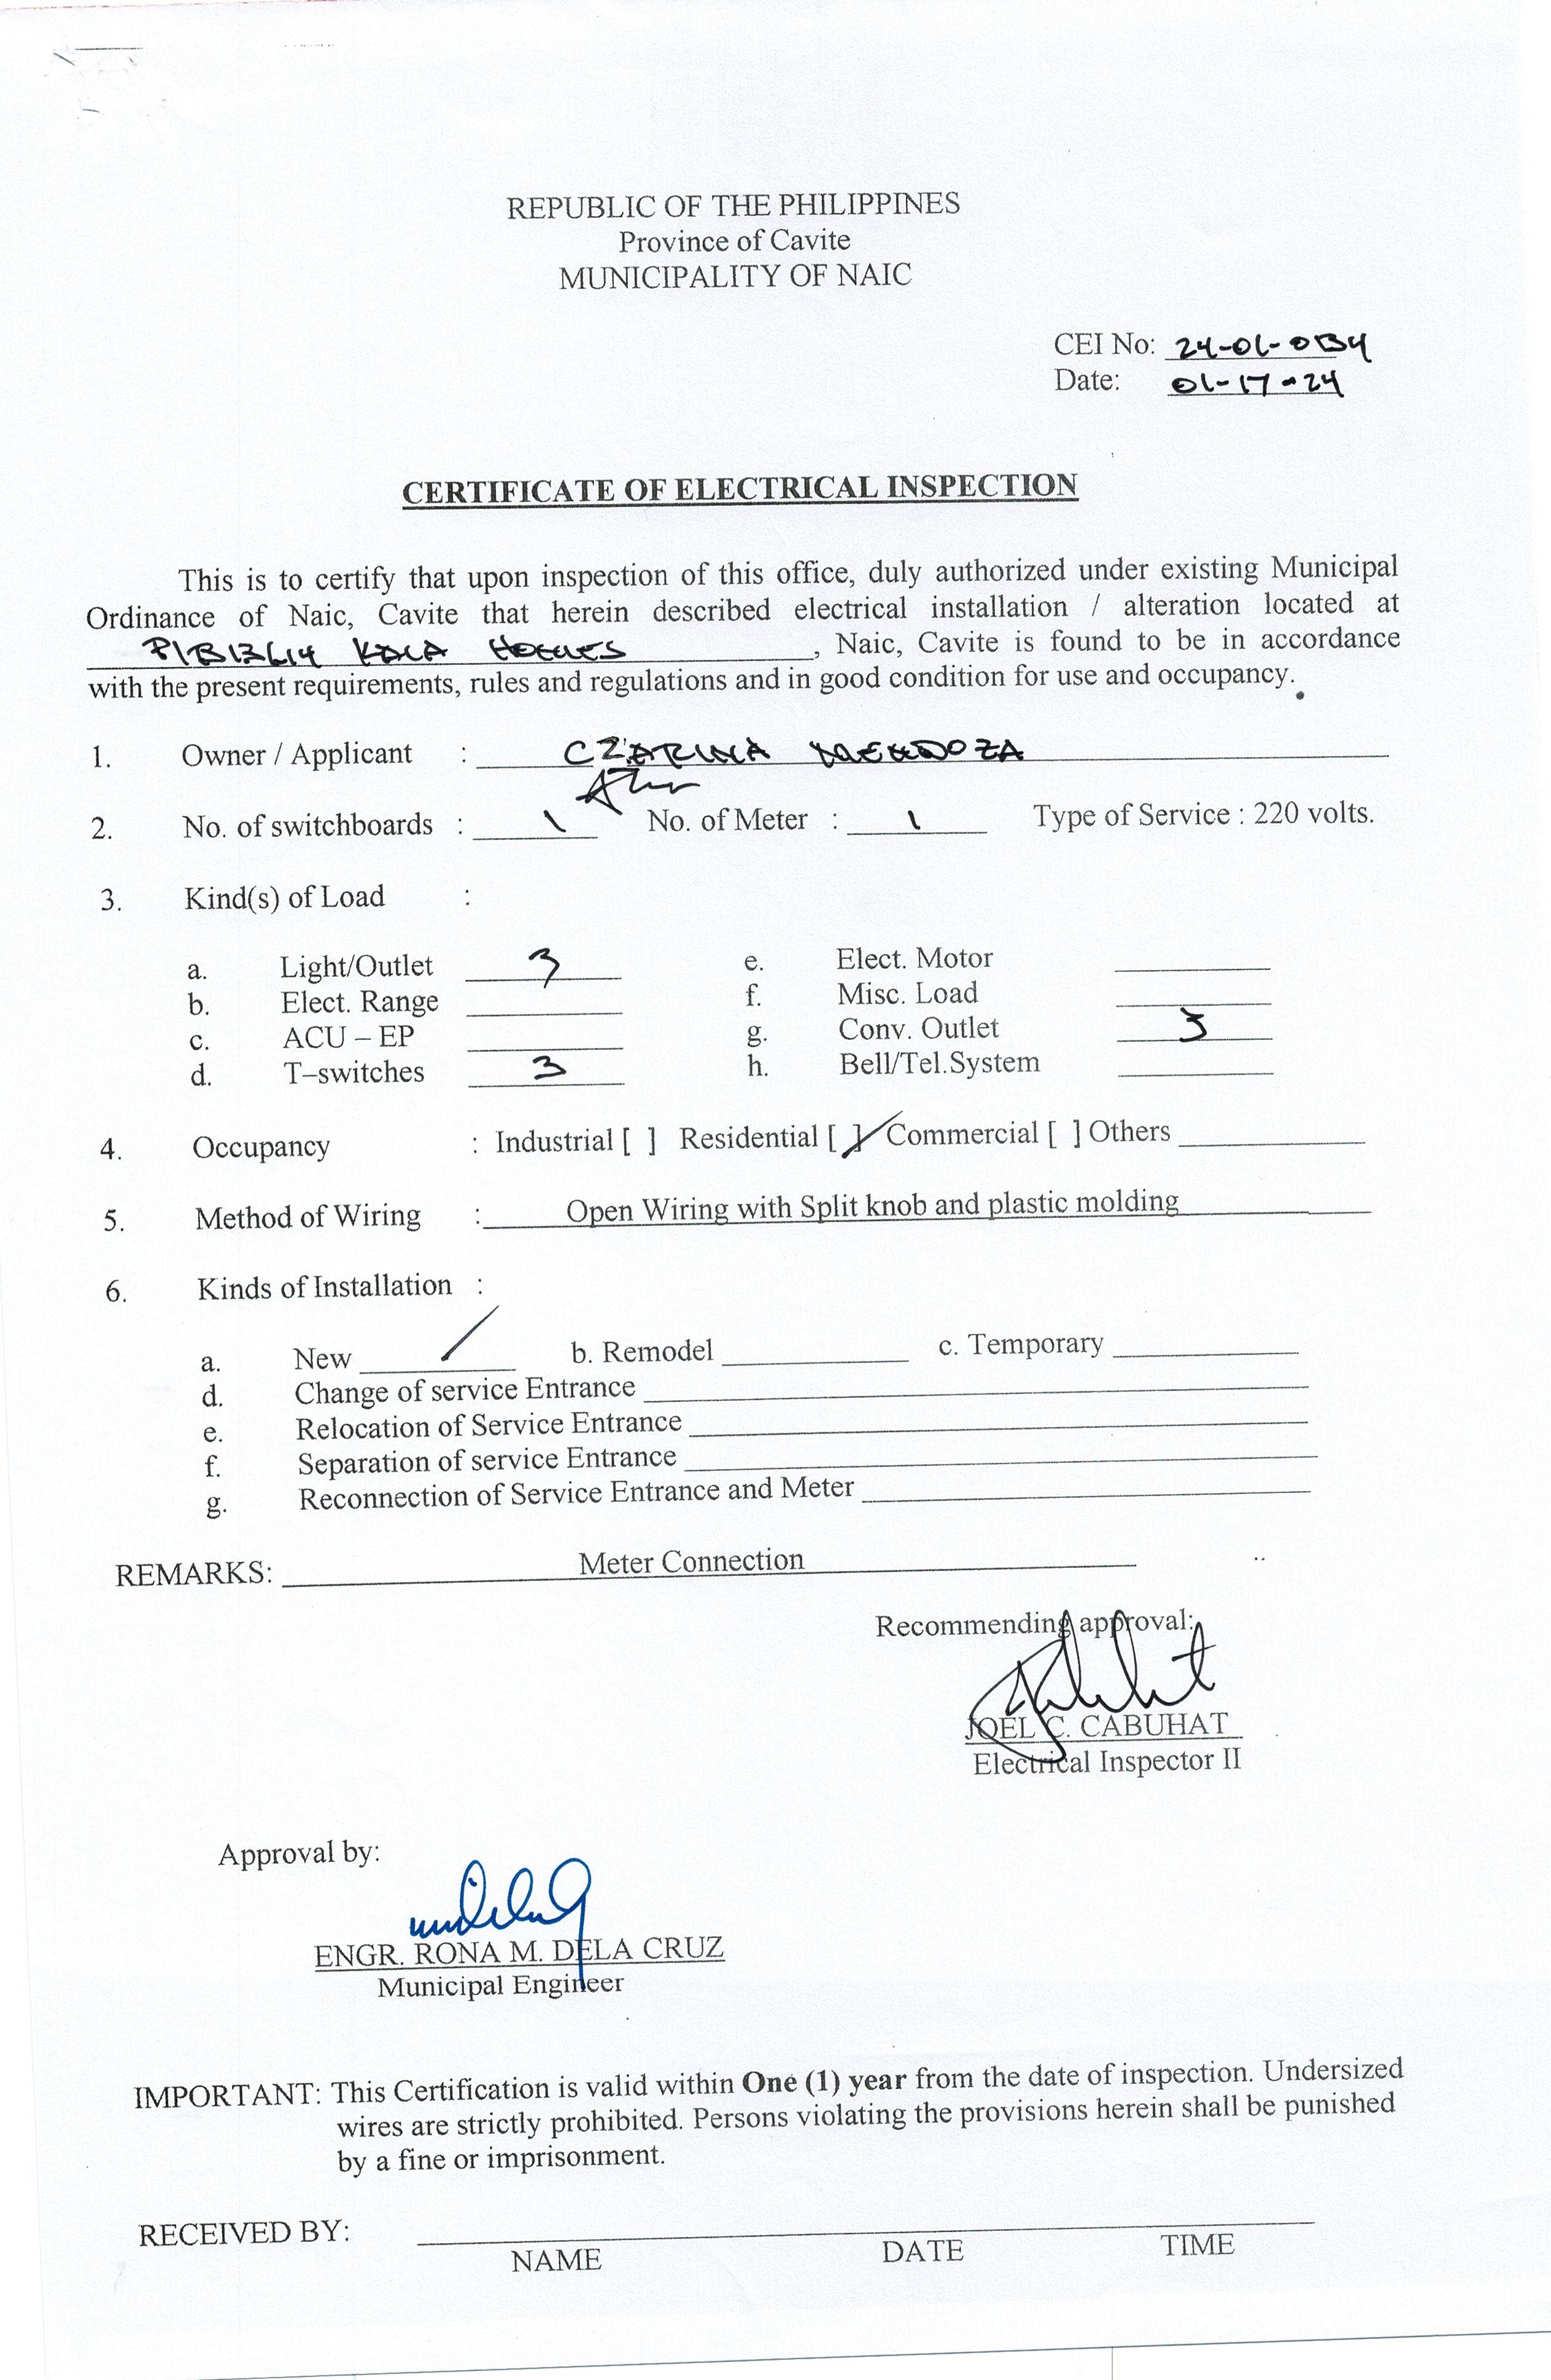 REPUBLIC OF THE PHILIPPINES
Province of Cavite
MUNICIPALITY OF NAIC
CEI No: 24-01-0134
Date: 01-17-24
CERTIFICATE OF ELECTRICAL INSPECTION
This is to certify that upon inspection of this office, duly authorized under existing Municipal
Ordinance of Naic, Cavite that herein described electrical installation / alteration located at
P1B13L14 HOMES, Naic, Cavite is found to be in accordance
with the present requirements, rules and regulations and in good condition for use and occupancy.
1. Owner / Applicant : CZARINA MENDOZA
2. No. of switchboards : 1 No. of Meter : 1 Type of Service : 220 volts.
3. Kind(s) of Load :
a. Light/Outlet 3 e. Elect. Motor
b. Elect. Range f. Misc. Load
c. ACU – EP g. Conv. Outlet 3
d. T–switches 3 h. Bell/Tel.System
4. Occupancy : Industrial [ ] Residential [ / ] Commercial [ ] Others
5. Method of Wiring : Open Wiring with Split knob and plastic molding
6. Kinds of Installation :
a. New / b. Remodel c. Temporary
d. Change of service Entrance
e. Relocation of Service Entrance
f. Separation of service Entrance
g. Reconnection of Service Entrance and Meter
REMARKS: Meter Connection
Recommending approval:
JOEL C. CABUHAT
Electrical Inspector II
Approval by:
ENGR. RONA M. DELA CRUZ
Municipal Engineer
IMPORTANT: This Certification is valid within One (1) year from the date of inspection. Undersized
wires are strictly prohibited. Persons violating the provisions herein shall be punished
by a fine or imprisonment.
RECEIVED BY:
NAME DATE TIME